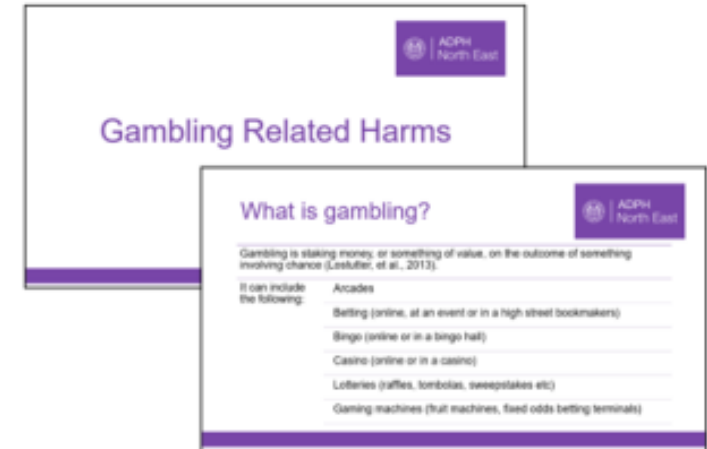 ADPH
North East
Gambling Related Harms
What is gambling?
ADPH
North East
Gambling is staking money, or something of value, on the outcome of something
involving chance (Lostutter, et al., 2013).
It can include
the following:
Arcades
Betting (online, at an event or in a high street bookmakers)
Bingo (online or in a bingo hall)
Casino (online or in a casino)
Lotteries (raffles, tombolas, sweepstakes etc)
Gaming machines (fruit machines, fixed odds betting terminals)